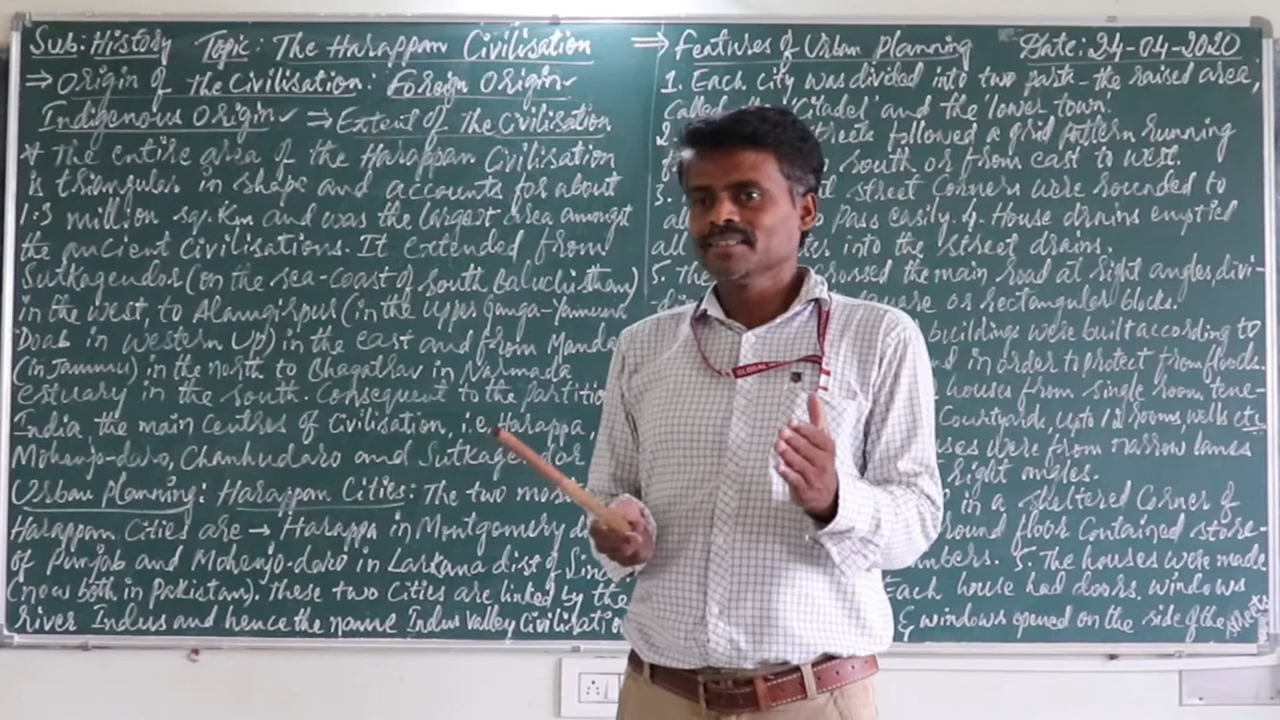 Sub: History Topic: The Harappan Civilisation
⇒ Origin of the Civilisation: Foreign Origin
Indigenous Origin ⇒ Extent of the Civilisation
* The entire area of the Harappan Civilisation
is triangular in shape and accounts for about
1.3 million sq. Km and was the largest area amongst
the ancient Civilisations. It extended from
Sutkagendor (on the sea-coast of South Baluchisthan)
in the west, to Alamgirpur (in the upper Ganga-Yamuna
Doab in western Up) in the east and from Manda
(in Jammu) in the north to Bhagatrav in Narmada
estuary in the south. Consequent to the partitio
India the main centres of Civilisation, i.e, Harappa,
Mohenjo-daro, Chanhudaro and Sutkagendor
Urban planning: Harappan Cities: The two most
Harappan Cities are → Harappa in Montgomery di
of Punjab and Mohenjo-daro in Larkana dist of Sind
(now both in Pakistan). These two Cities are linked by the
river Indus and hence the name Indus Valley Civilisatio
⇒ Features of Urban Planning Date: 24-04-2020
1. Each city was divided into two parts - the raised area,
Called the 'Citadel' and the 'lower town'.
2. streets followed a grid pattern running
south or from east to west.
3. street Corners were rounded to
all pass easily. 4. House drains emptied
all into the street drains.
5. The crossed the main road at right angles, divi-
square or rectangular blocks.
buildings were built according to
in order to protect from floods.
houses from single room tene-
Courtyards, upto 12 rooms, wells etc.
were from narrow lanes
right angles.
in a sheltered Corner of
ground floor Contained store-
5. The houses were made
Each house had doors, windows
& windows opened on the side of the streets
GLOBAL